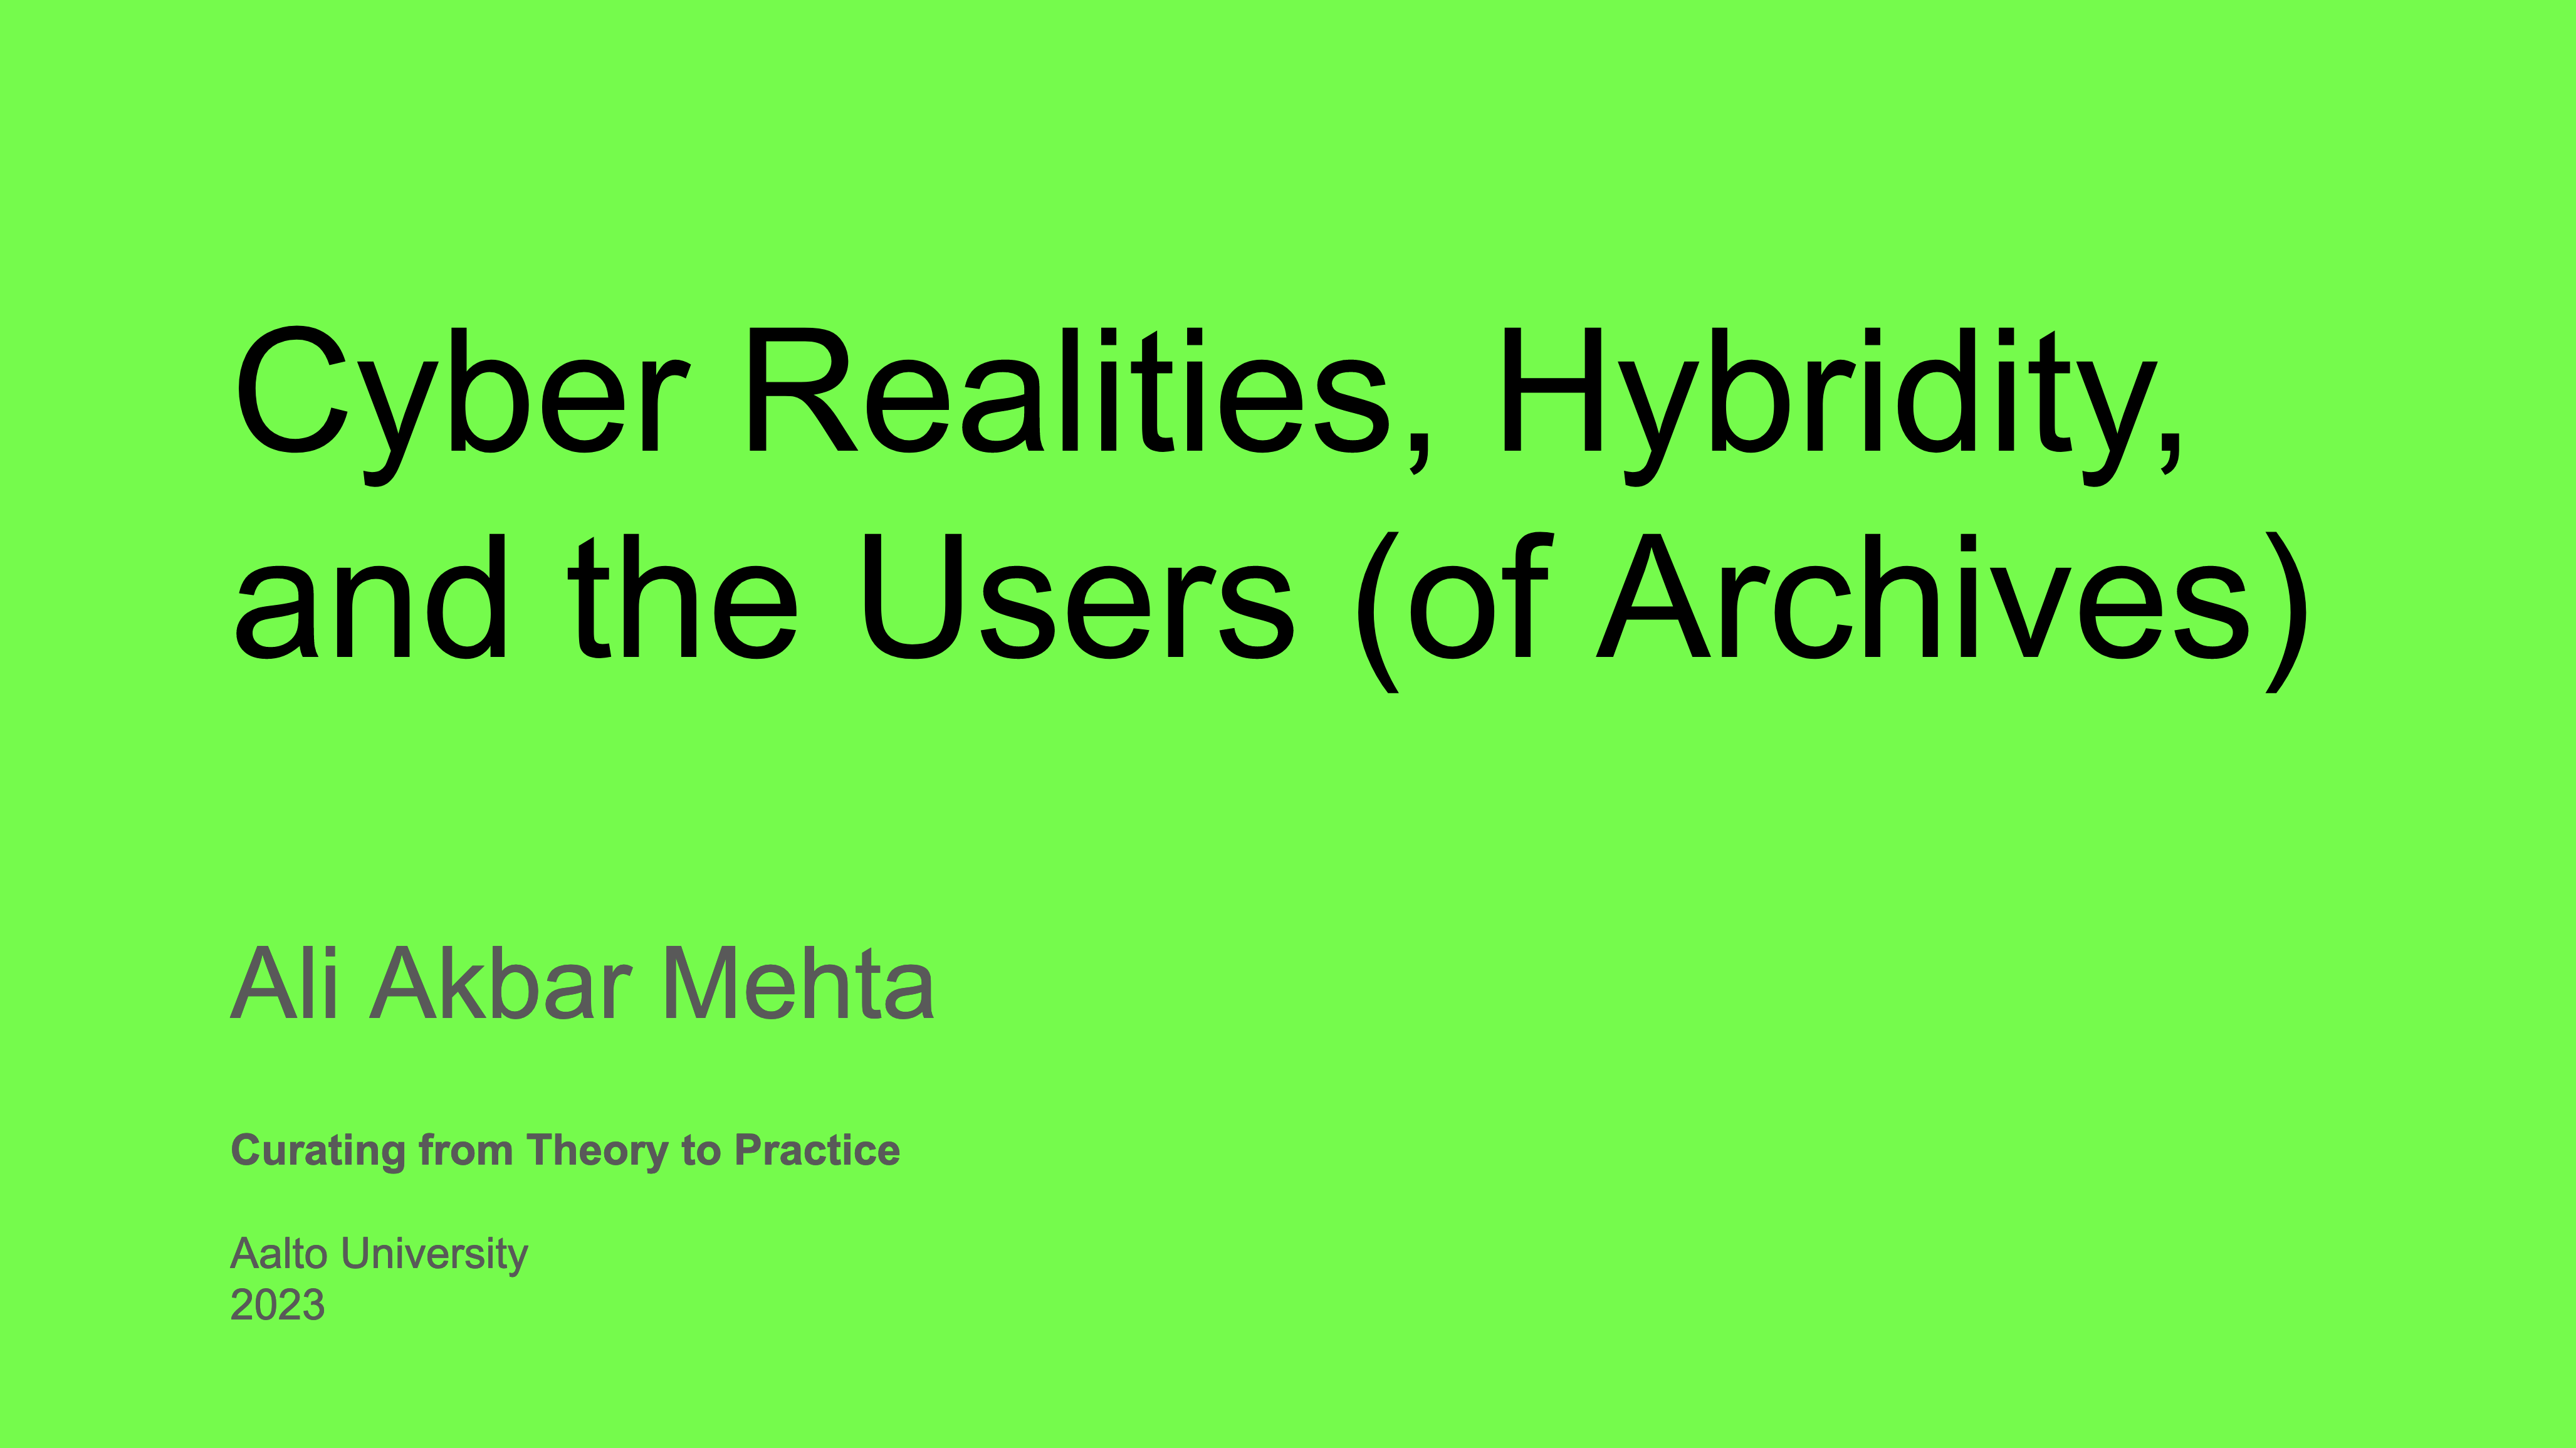 Cyber Realities, Hybridity,
and the Users (of Archives)
Ali Akbar Mehta
Curating from Theory to Practice
Aalto University
2023